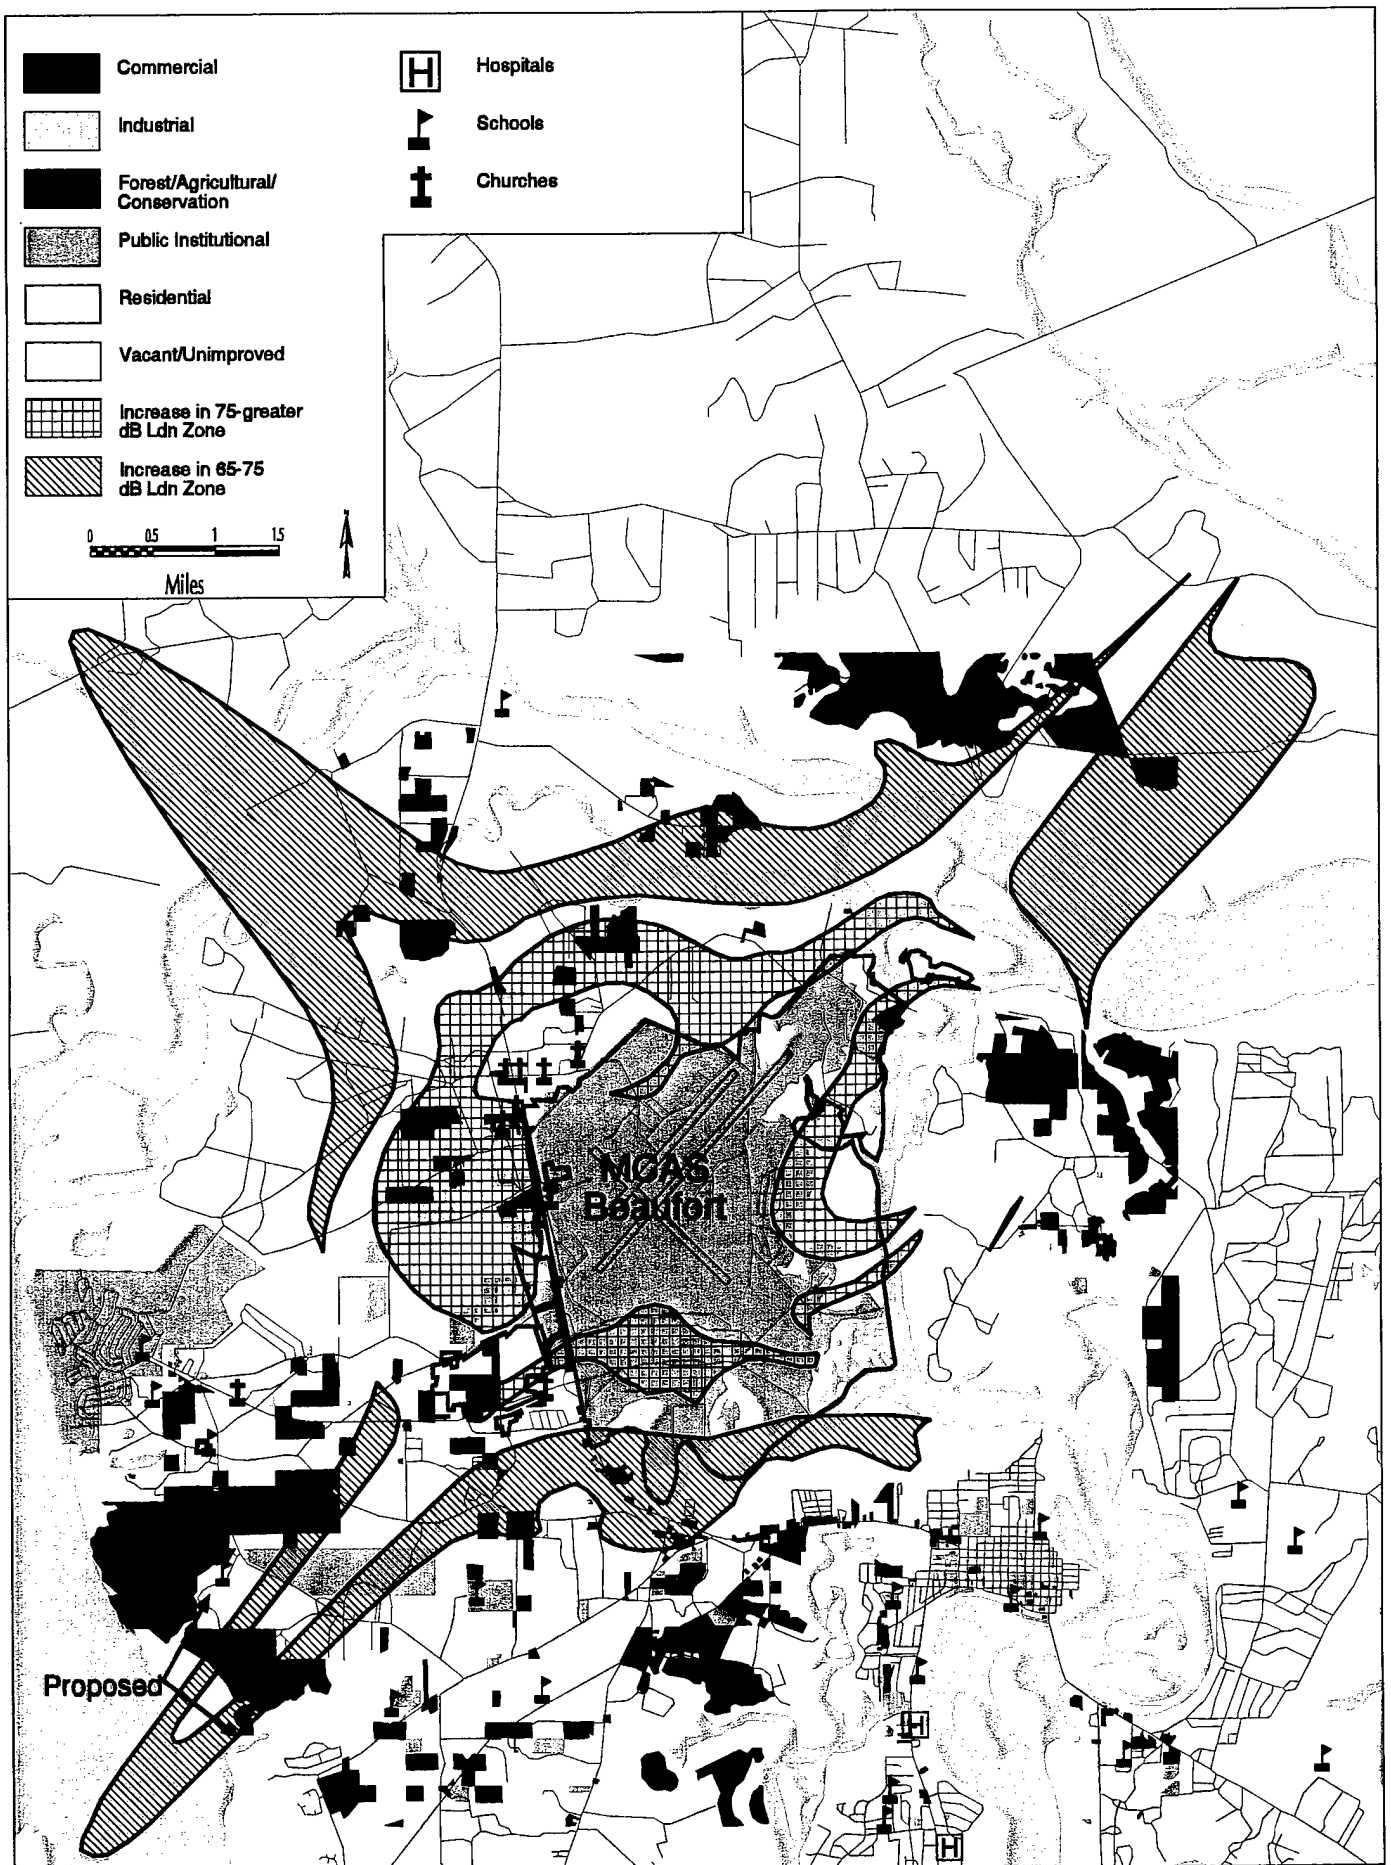 Commercial
Industrial
Forest/Agricultural/
Conservation
Public Institutional
Residential
Vacant/Unimproved
Increase in 75-greater
dB Ldn Zone
Increase in 65-75
dB Ldn Zone
H Hospitals
Schools
Churches
0 0.5 1 1.5
Miles
MCAS
Beaufort
Proposed
H
H